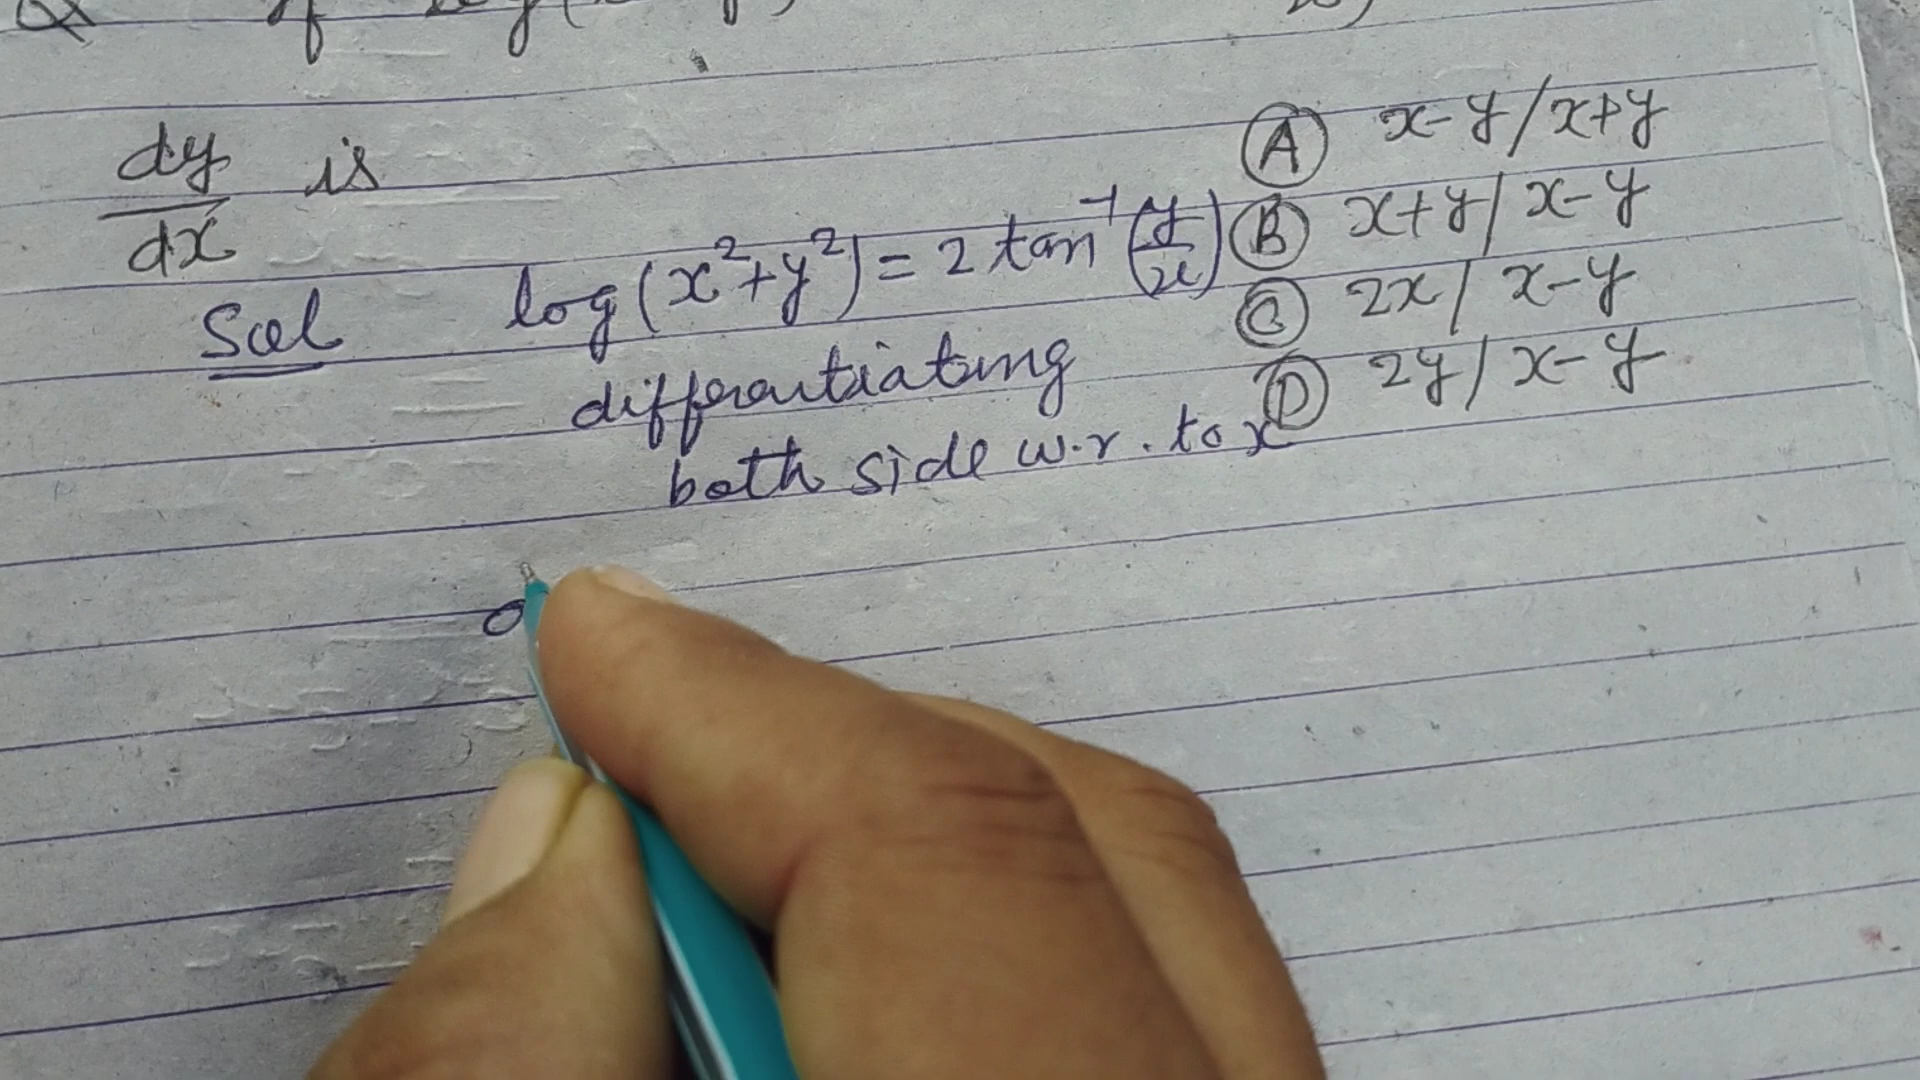 dy/dx is
Sol log(x²+y²) = 2 tan⁻¹(y/x)
differentiating
both side w.r. to x
d
(A) x-y/x+y
(B) x+y/x-y
(C) 2x/x-y
(D) 2y/x-y